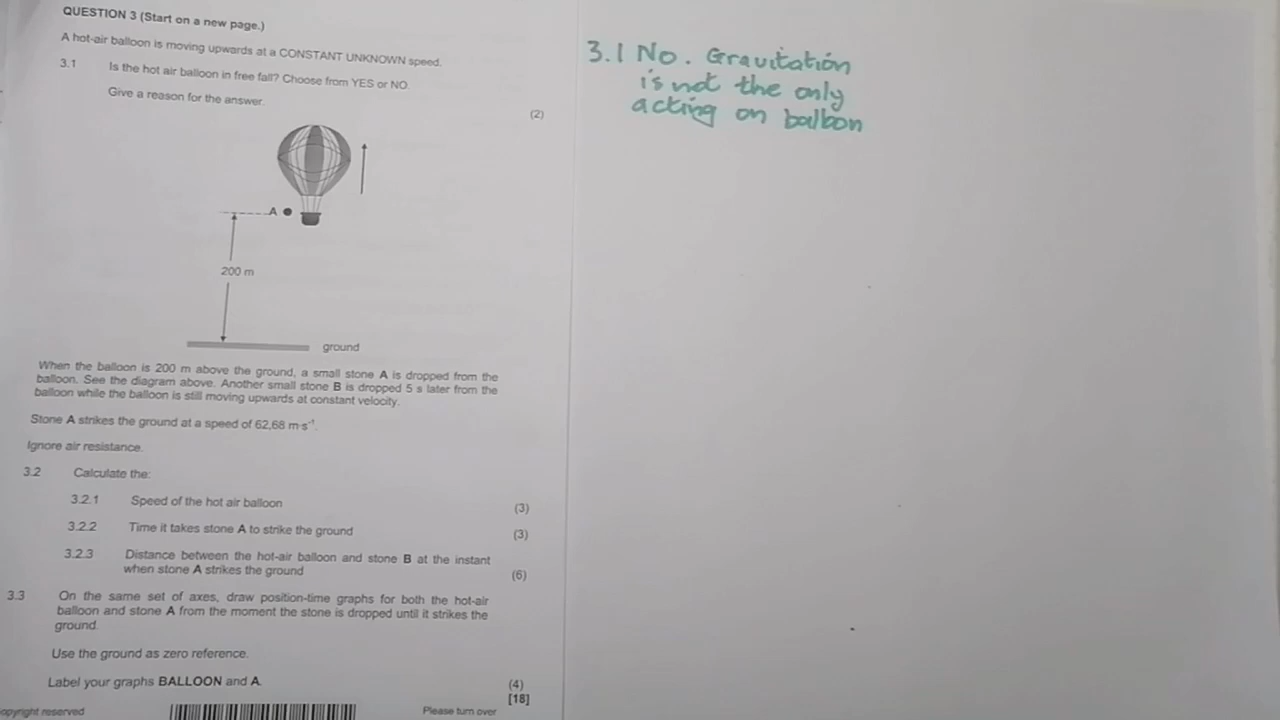 QUESTION 3 (Start on a new page.)
A hot-air balloon is moving upwards at a CONSTANT UNKNOWN speed.
3.1 Is the hot air balloon in free fall? Choose from YES or NO.
Give a reason for the answer.
(2)
A
200 m
ground
When the balloon is 200 m above the ground, a small stone A is dropped from the
balloon. See the diagram above. Another small stone B is dropped 5 s later from the
balloon while the balloon is still moving upwards at constant velocity.
Stone A strikes the ground at a speed of 62,68 m·s⁻¹.
Ignore air resistance.
3.2 Calculate the:
3.2.1 Speed of the hot air balloon (3)
3.2.2 Time it takes stone A to strike the ground (3)
3.2.3 Distance between the hot-air balloon and stone B at the instant
when stone A strikes the ground (6)
3.3 On the same set of axes, draw position-time graphs for both the hot-air
balloon and stone A from the moment the stone is dropped until it strikes the
ground.
Use the ground as zero reference.
Label your graphs BALLOON and A. (4)
[18]
opyright reserved Please turn over
3.1 No. Gravitation
is not the only
acting on balloon